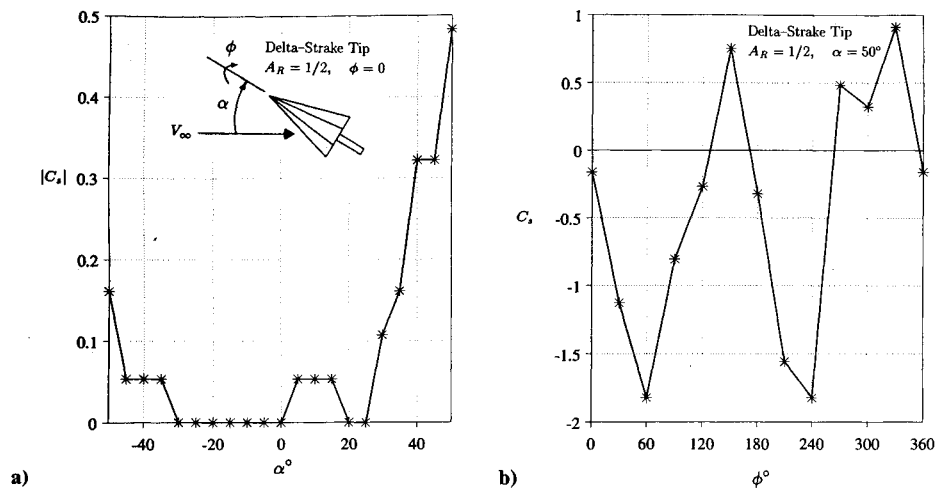 0.5
0.4
0.3
0.2
0.1
0
|C_s|
-40
-20
0
20
40
α°
a)
φ
α
V_∞
Delta–Strake Tip
A_R = 1/2, φ = 0
1
0.5
0
-0.5
-1
-1.5
-2
C_s
0
60
120
180
240
300
360
φ°
b)
Delta–Strake Tip
A_R = 1/2, α = 50°